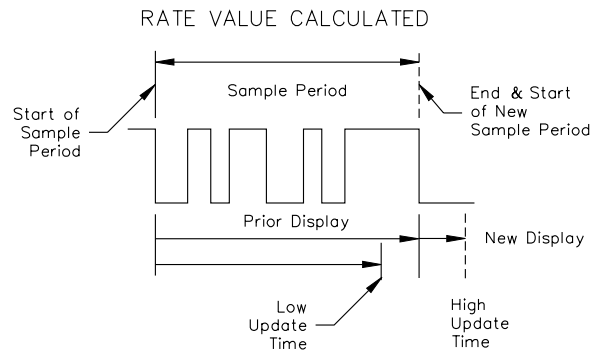 RATE VALUE CALCULATED
Sample Period
Start of
Sample
Period
End & Start
of New
Sample Period
Prior Display
New Display
Low
Update
Time
High
Update
Time